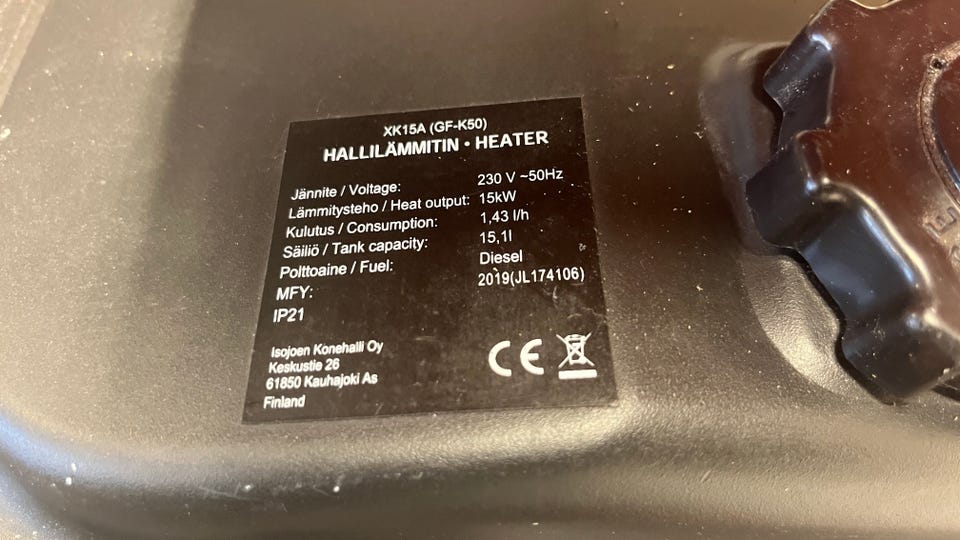 XK15A (GF-K50)
HALLILÄMMITIN • HEATER
Jännite / Voltage: 230 V ~50Hz
Lämmitysteho / Heat output: 15kW
Kulutus / Consumption: 1,43 l/h
Säiliö / Tank capacity: 15,1l
Polttoaine / Fuel: Diesel
MFY: 2019(JL174106)
IP21
Isojoen Konehalli Oy
Keskustie 26
61850 Kauhajoki As
Finland
CE